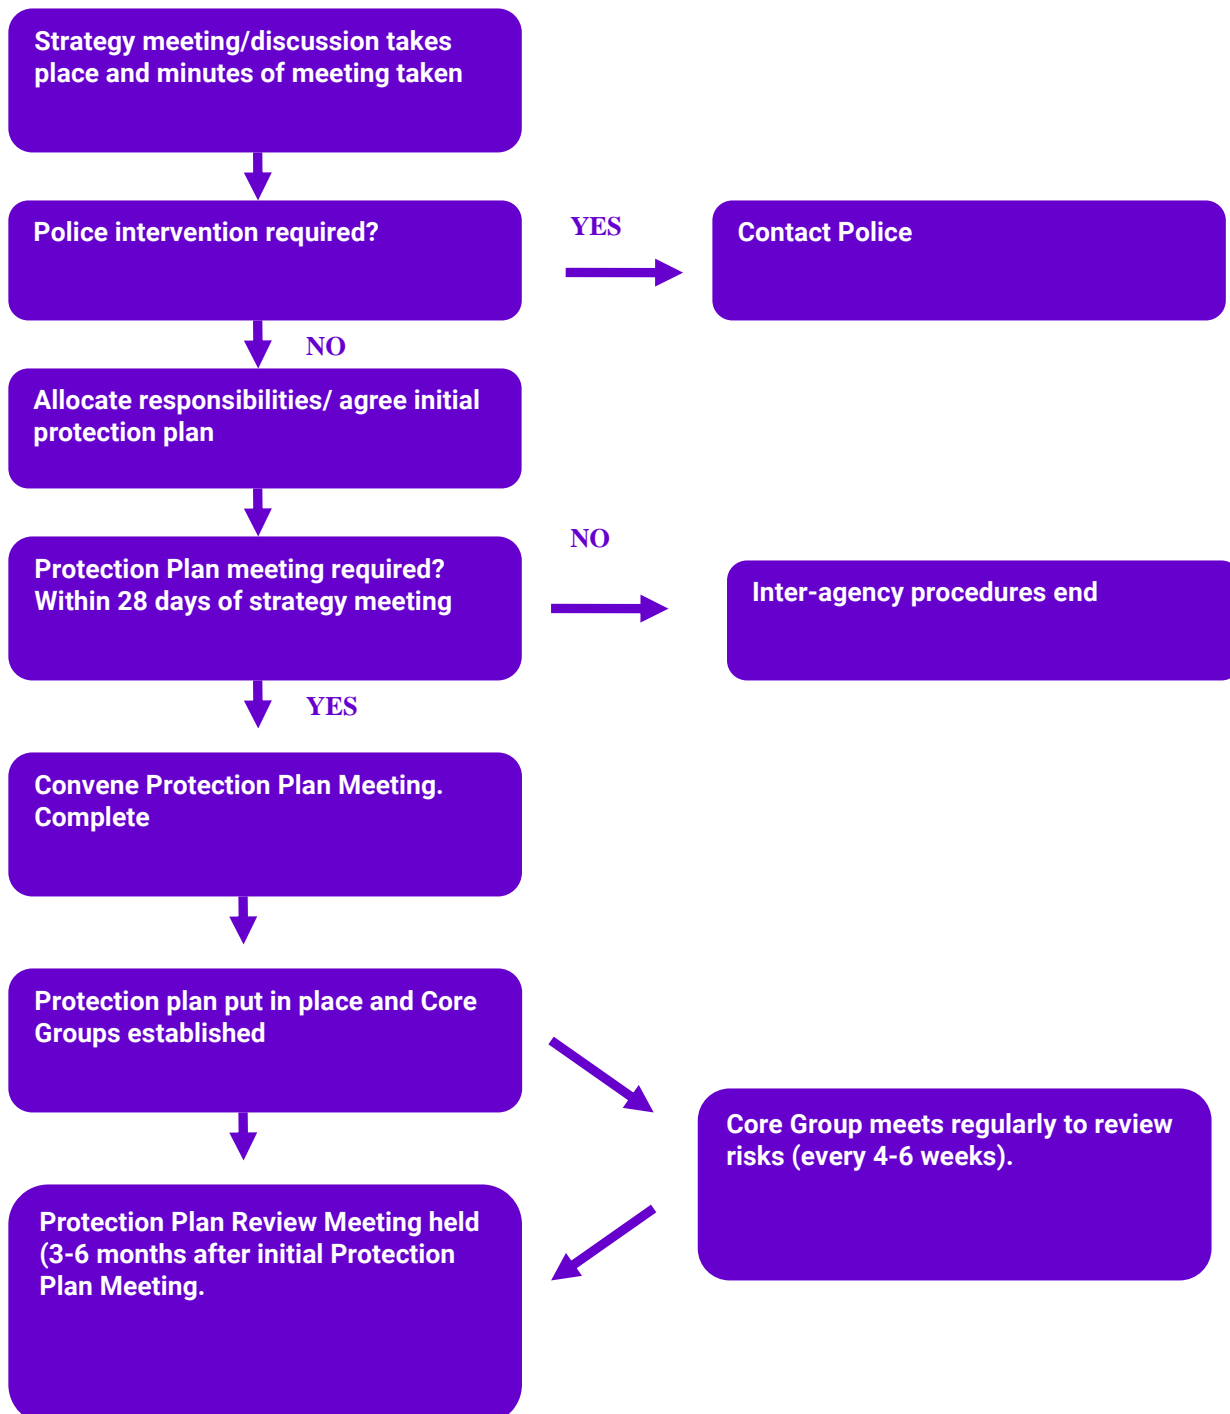 Strategy meeting/discussion takes
place and minutes of meeting taken
Police intervention required?
YES
Contact Police
NO
Allocate responsibilities/ agree initial
protection plan
Protection Plan meeting required?
Within 28 days of strategy meeting
NO
Inter-agency procedures end
YES
Convene Protection Plan Meeting.
Complete
Protection plan put in place and Core
Groups established
Core Group meets regularly to review
risks (every 4-6 weeks).
Protection Plan Review Meeting held
(3-6 months after initial Protection
Plan Meeting.